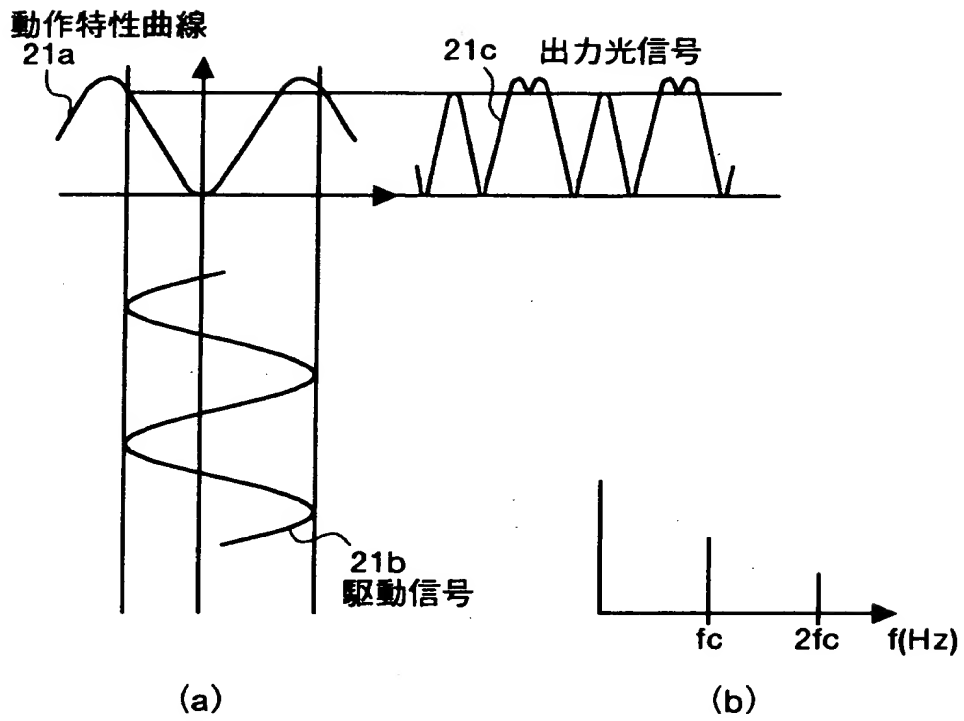 動作特性曲線
21a
21c 出力光信号
21b
駆動信号
fc 2fc f(Hz)
(a) (b)